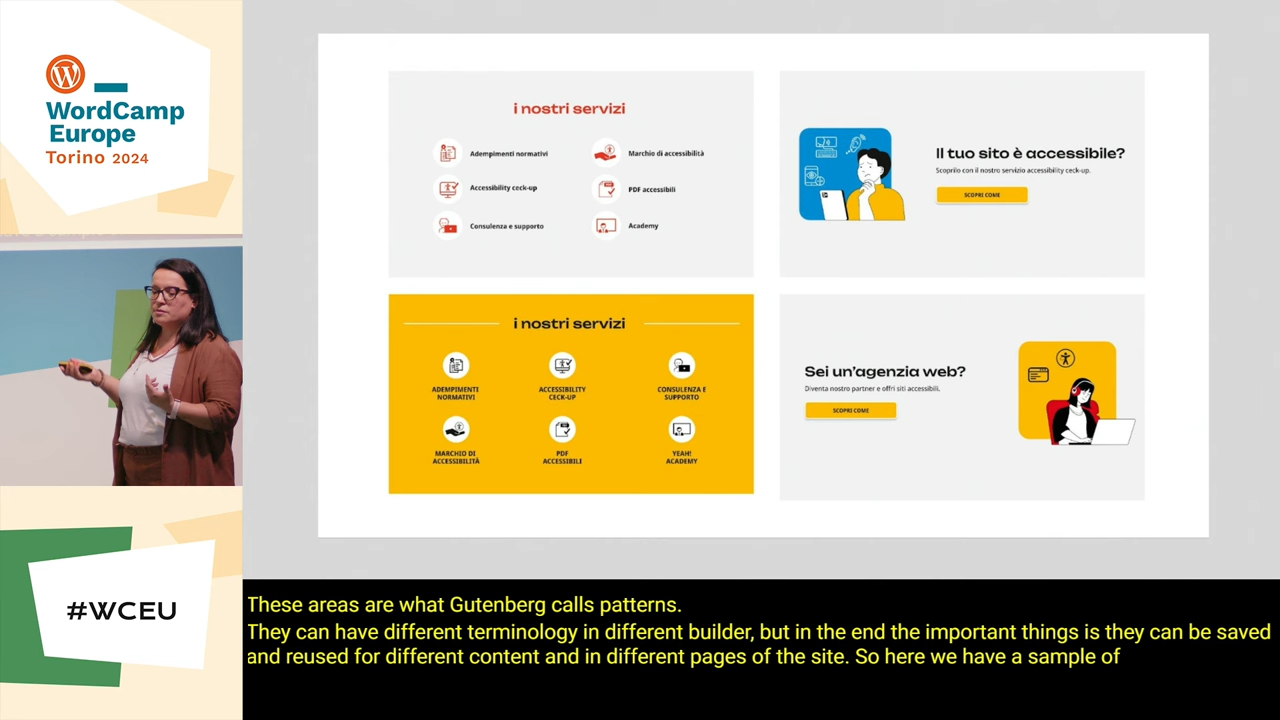 WordCamp
Europe
Torino 2024
#WCEU
i nostri servizi
Adempimenti normativi
Marchio di accessibilità
Accessibility ceck-up
PDF accessibili
Consulenza e supporto
Academy
Il tuo sito è accessibile?
Scoprilo con il nostro servizio accessibility ceck-up.
SCOPRI COME
i nostri servizi
ADEMPIMENTI
NORMATIVI
ACCESSIBILITY
CECK-UP
CONSULENZA E
SUPPORTO
MARCHIO DI
ACCESSIBILITÀ
PDF
ACCESSIBILI
YEAH!
ACADEMY
Sei un'agenzia web?
Diventa nostro partner e offri siti accessibili.
SCOPRI COME
These areas are what Gutenberg calls patterns.
They can have different terminology in different builder, but in the end the important things is they can be saved
and reused for different content and in different pages of the site. So here we have a sample of